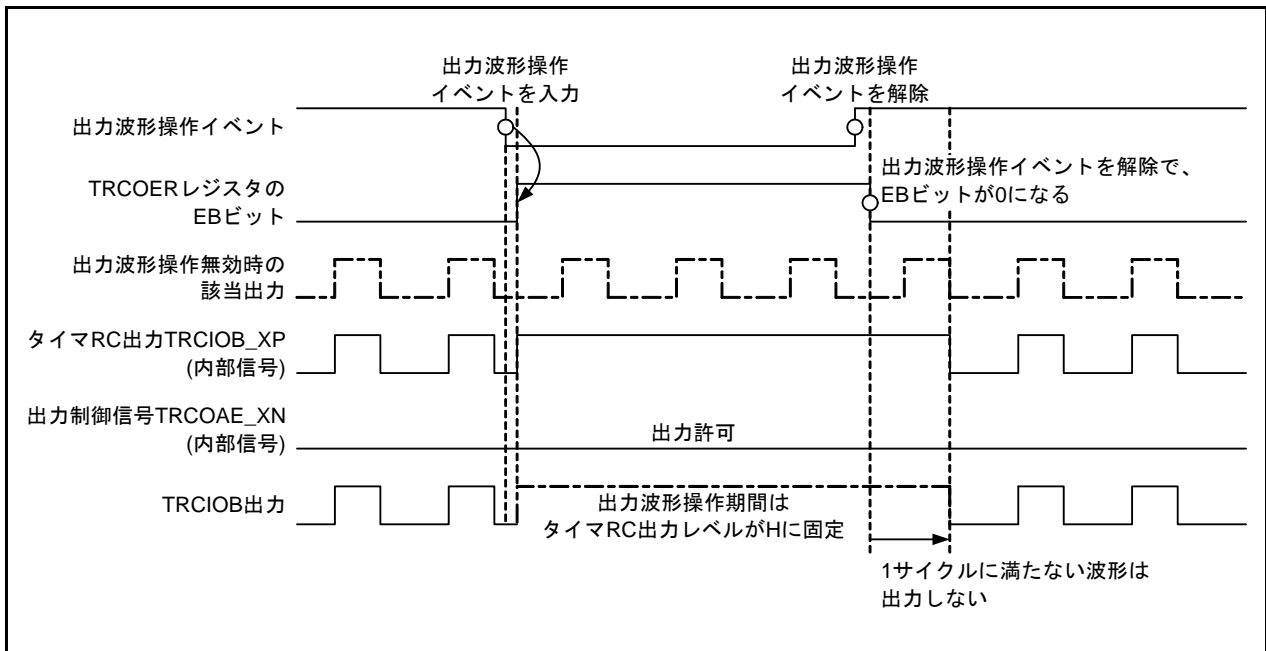 出力波形操作
イベントを入力
出力波形操作
イベントを解除
出力波形操作イベント
出力波形操作イベントを解除で、
EBビットが0になる
TRCOERレジスタの
EBビット
出力波形操作無効時の
該当出力
タイマRC出力TRCIOB_XP
(内部信号)
出力制御信号TRCOAE_XN
(内部信号)
出力許可
TRCIOB出力
出力波形操作期間は
タイマRC出力レベルがHに固定
1サイクルに満たない波形は
出力しない